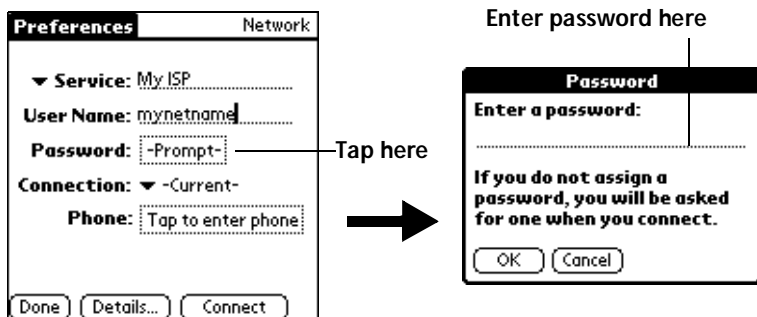 Preferences Network
Service: My ISP
User Name: mynetname
Password: -Prompt-
Connection: -Current-
Phone: Tap to enter phone
Done Details... Connect
Tap here
Enter password here
Password
Enter a password:
If you do not assign a
password, you will be asked
for one when you connect.
OK Cancel